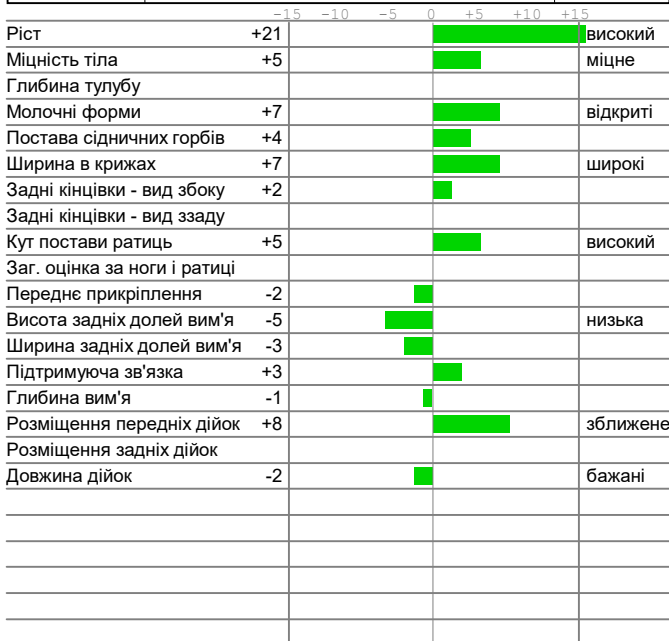 -15 -10 -5 0 +5 +10 +15
Ріст +21 високий
Міцність тіла +5 міцне
Глибина тулубу
Молочні форми +7 відкриті
Постава сідничних горбів +4
Ширина в крижах +7 широкі
Задні кінцівки - вид збоку +2
Задні кінцівки - вид ззаду
Кут постави ратиць +5 високий
Заг. оцінка за ноги і ратиці
Переднє прикріплення -2
Висота задніх долей вим'я -5 низька
Ширина задніх долей вим'я -3
Підтримуюча зв'язка +3
Глибина вим'я -1
Розміщення передніх дійок +8 зближене
Розміщення задніх дійок
Довжина дійок -2 бажані